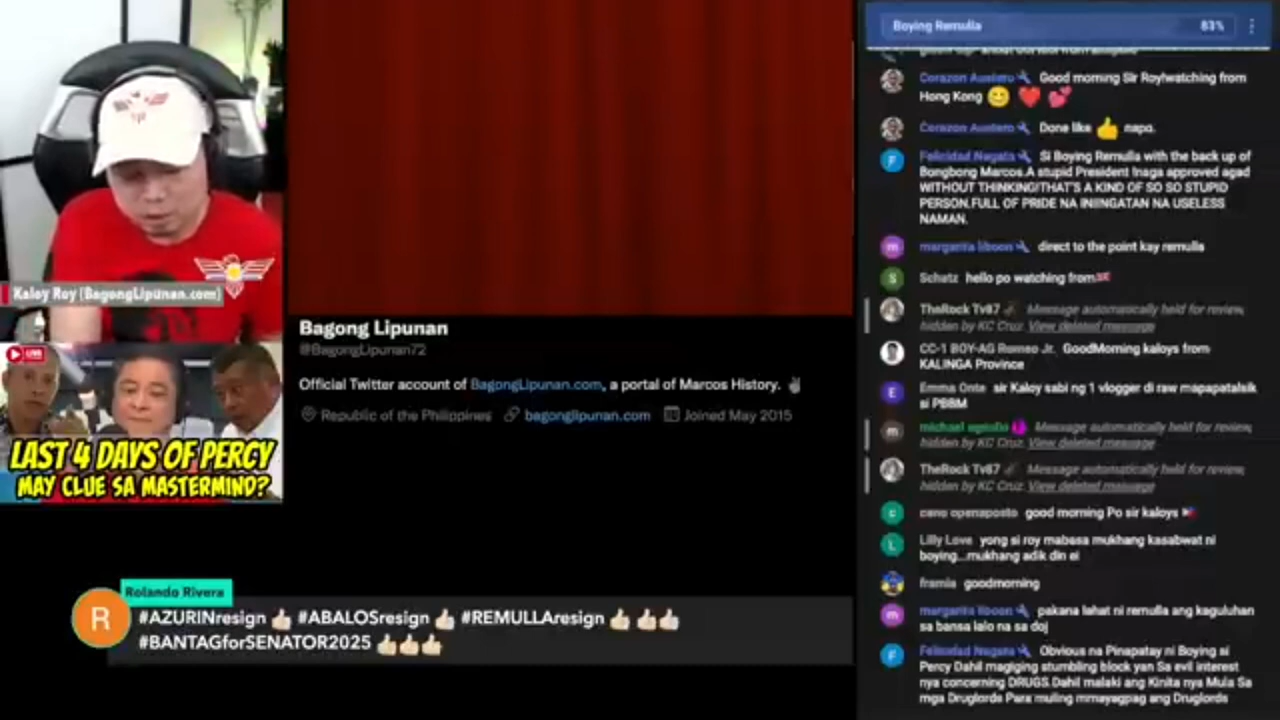 Kaloy Roy (BagongLipunan.com)
LIVE
LAST 4 DAYS OF PERCY
MAY CLUE SA MASTERMIND?
Bagong Lipunan
@BagongLipunan72
Official Twitter account of BagongLipunan.com, a portal of Marcos History. ✌🏼
Republic of the Philippines bagonglipunan.com Joined May 2015
Rolando Rivera
R
#AZURINresign 👍🏻 #ABALOSresign 👍🏻 #REMULLAresign 👍🏻 👍🏻👍🏻
#BANTAGforSENATOR2025 👍🏻👍🏻👍🏻
Boying Remulla 83%
Corazon Austero Good morning Sir Roy!watching from
Hong Kong 😊 ❤️ 💕
Corazon Austero Done like 👍 napo.
F
Felicidad Nagata Si Boying Remulla with the back up of
Bongbong Marcos.A stupid President Inaga approved agad
WITHOUT THINKING!THAT'S A KIND OF SO SO STUPID
PERSON.FULL OF PRIDE NA INIINGATAN NA USELESS
NAMAN.
m margarita liboon direct to the point kay remulla
S Schatz hello po watching from🇬🇧
TheRock Tv87 Message automatically held for review,
hidden by KC Cruz. View deleted message
CC-1 BOY-AG Romeo Jr. GoodMorning kaloys from
KALINGA Province
E Emma Onte sir Kaloy sabi ng 1 vlogger di raw mapapatalsik
si PBBM
m michael Message automatically held for review,
hidden by KC Cruz. View deleted message
TheRock Tv87 Message automatically held for review,
hidden by KC Cruz. View deleted message
c cano openaposto good morning Po sir kaloys 🇵🇭
L Lilly Love yong si roy mabasa mukhang kasabwat ni
boying...mukhang adik din ei
framia goodmorning
m margarita liboon pakana lahat ni remulla ang kaguluhan
sa bansa lalo na sa doj
F Felicidad Nagata Obvious na Pinapatay ni Boying si
Percy Dahil magiging stumbling block yan Sa evil interest
nya concerning DRUGS.Dahil malaki ang Kinita nya Mula Sa
mga Druglords Para muling mmayagpag ang Druglords